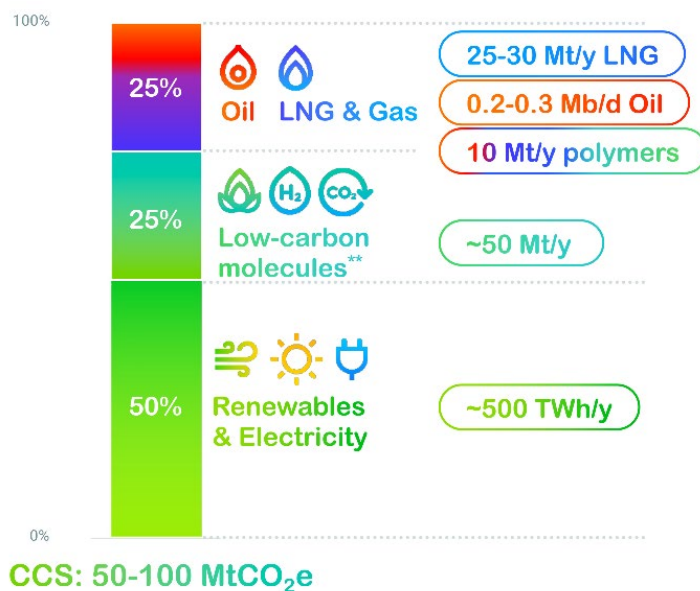 100%
25%
Oil
LNG & Gas
25-30 Mt/y LNG
0.2-0.3 Mb/d Oil
10 Mt/y polymers
25%
H₂
CO₂
Low-carbon
molecules**
~50 Mt/y
50%
Renewables
& Electricity
~500 TWh/y
0%
CCS: 50-100 MtCO₂e